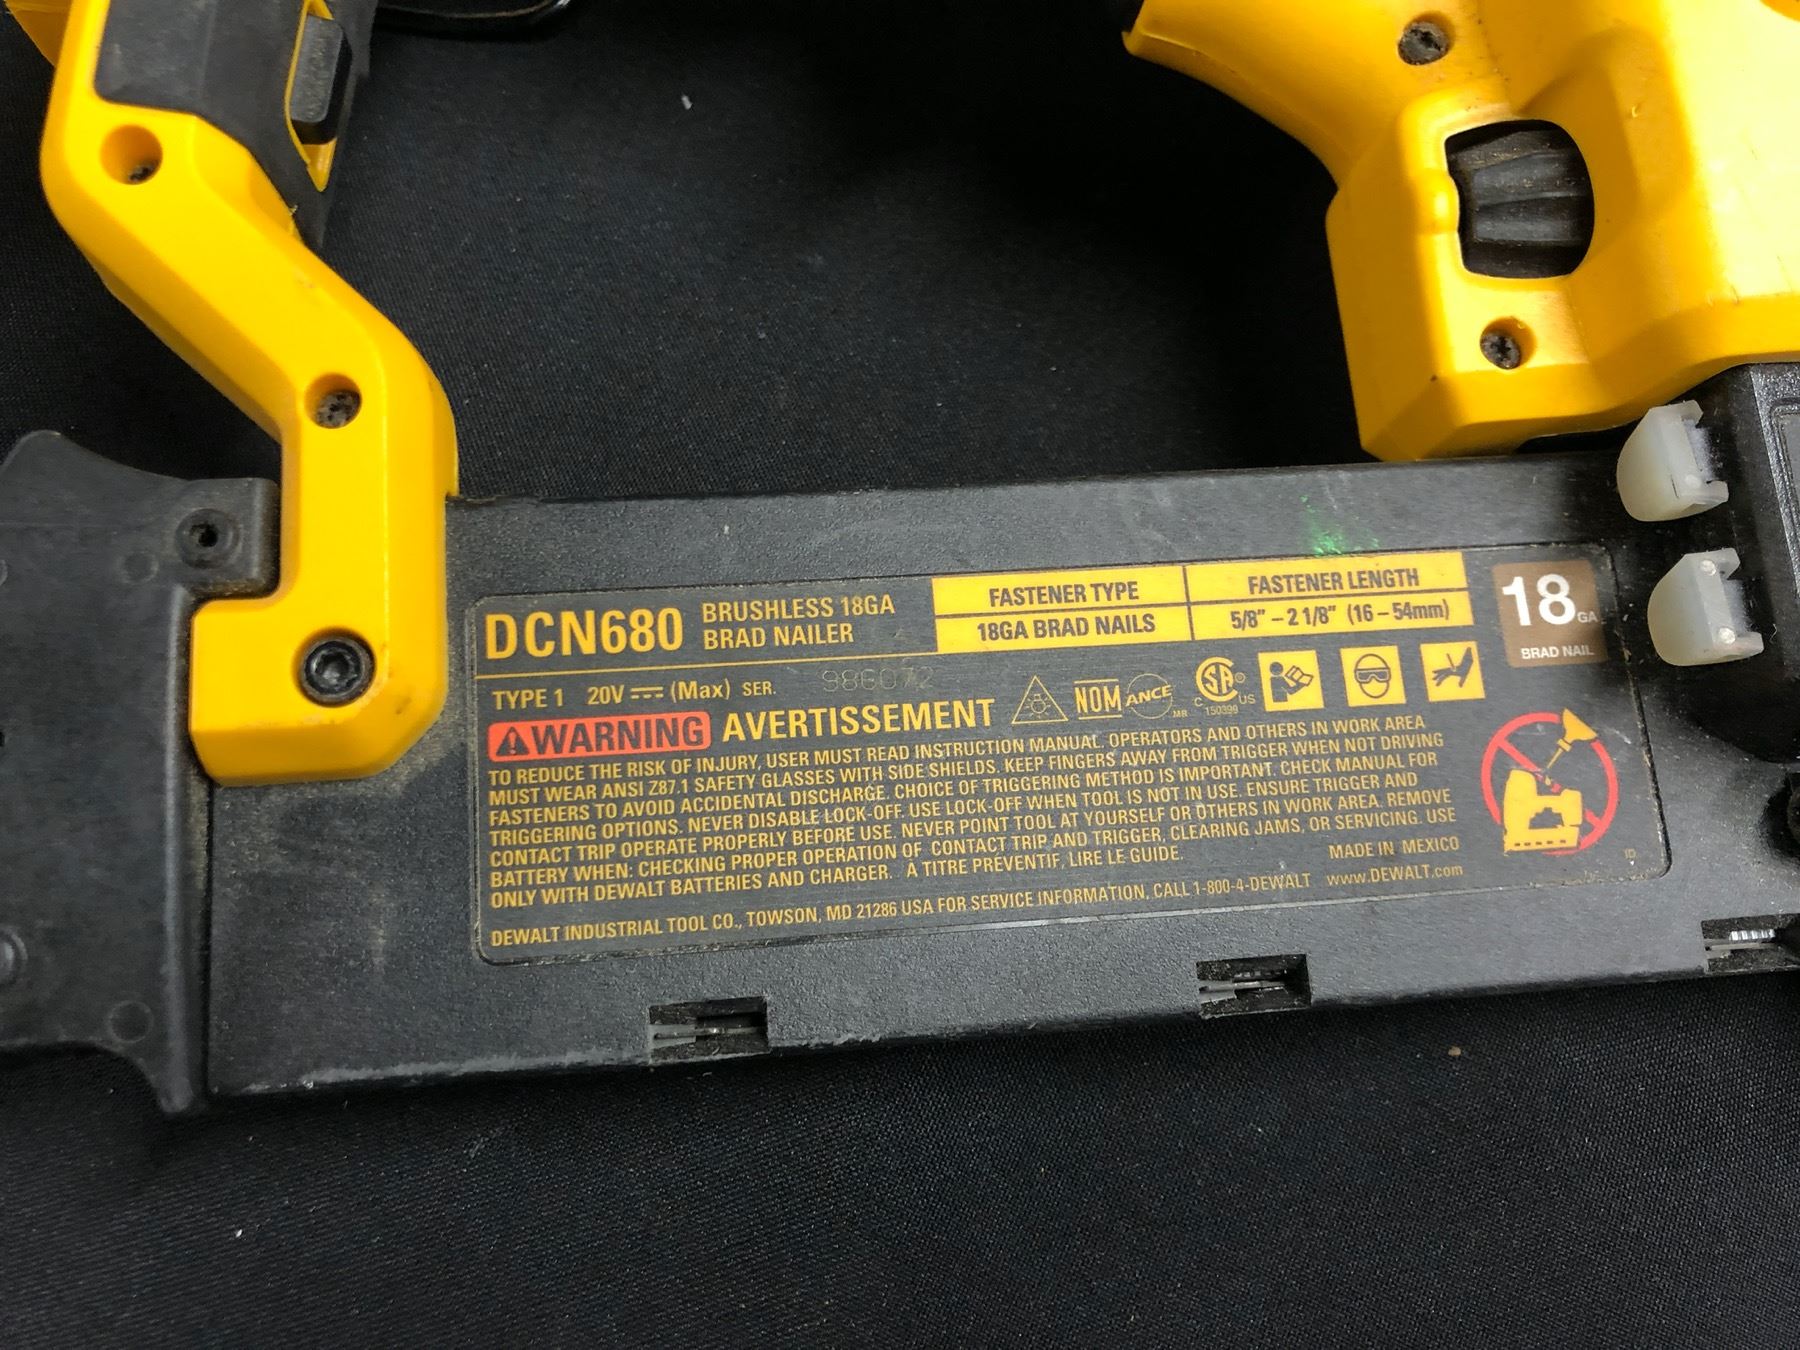 DCN680 BRUSHLESS 18GA
BRAD NAILER
FASTENER TYPE FASTENER LENGTH
18GA BRAD NAILS 5/8" – 2 1/8" (16 – 54mm)
18GA
BRAD NAIL
TYPE 1 20V (Max) SER. 986072
NOM ANCE MR
C SA ® C US 150399
WARNING AVERTISSEMENT
TO REDUCE THE RISK OF INJURY, USER MUST READ INSTRUCTION MANUAL. OPERATORS AND OTHERS IN WORK AREA
MUST WEAR ANSI Z87.1 SAFETY GLASSES WITH SIDE SHIELDS. KEEP FINGERS AWAY FROM TRIGGER WHEN NOT DRIVING
FASTENERS TO AVOID ACCIDENTAL DISCHARGE. CHOICE OF TRIGGERING METHOD IS IMPORTANT. CHECK MANUAL FOR
TRIGGERING OPTIONS. NEVER DISABLE LOCK-OFF. USE LOCK-OFF WHEN TOOL IS NOT IN USE. ENSURE TRIGGER AND
CONTACT TRIP OPERATE PROPERLY BEFORE USE. NEVER POINT TOOL AT YOURSELF OR OTHERS IN WORK AREA. REMOVE
BATTERY WHEN: CHECKING PROPER OPERATION OF CONTACT TRIP AND TRIGGER, CLEARING JAMS, OR SERVICING. USE
ONLY WITH DEWALT BATTERIES AND CHARGER. À TITRE PRÉVENTIF, LIRE LE GUIDE.
MADE IN MEXICO
DEWALT INDUSTRIAL TOOL CO., TOWSON, MD 21286 USA FOR SERVICE INFORMATION, CALL 1-800-4-DEWALT www.DEWALT.com